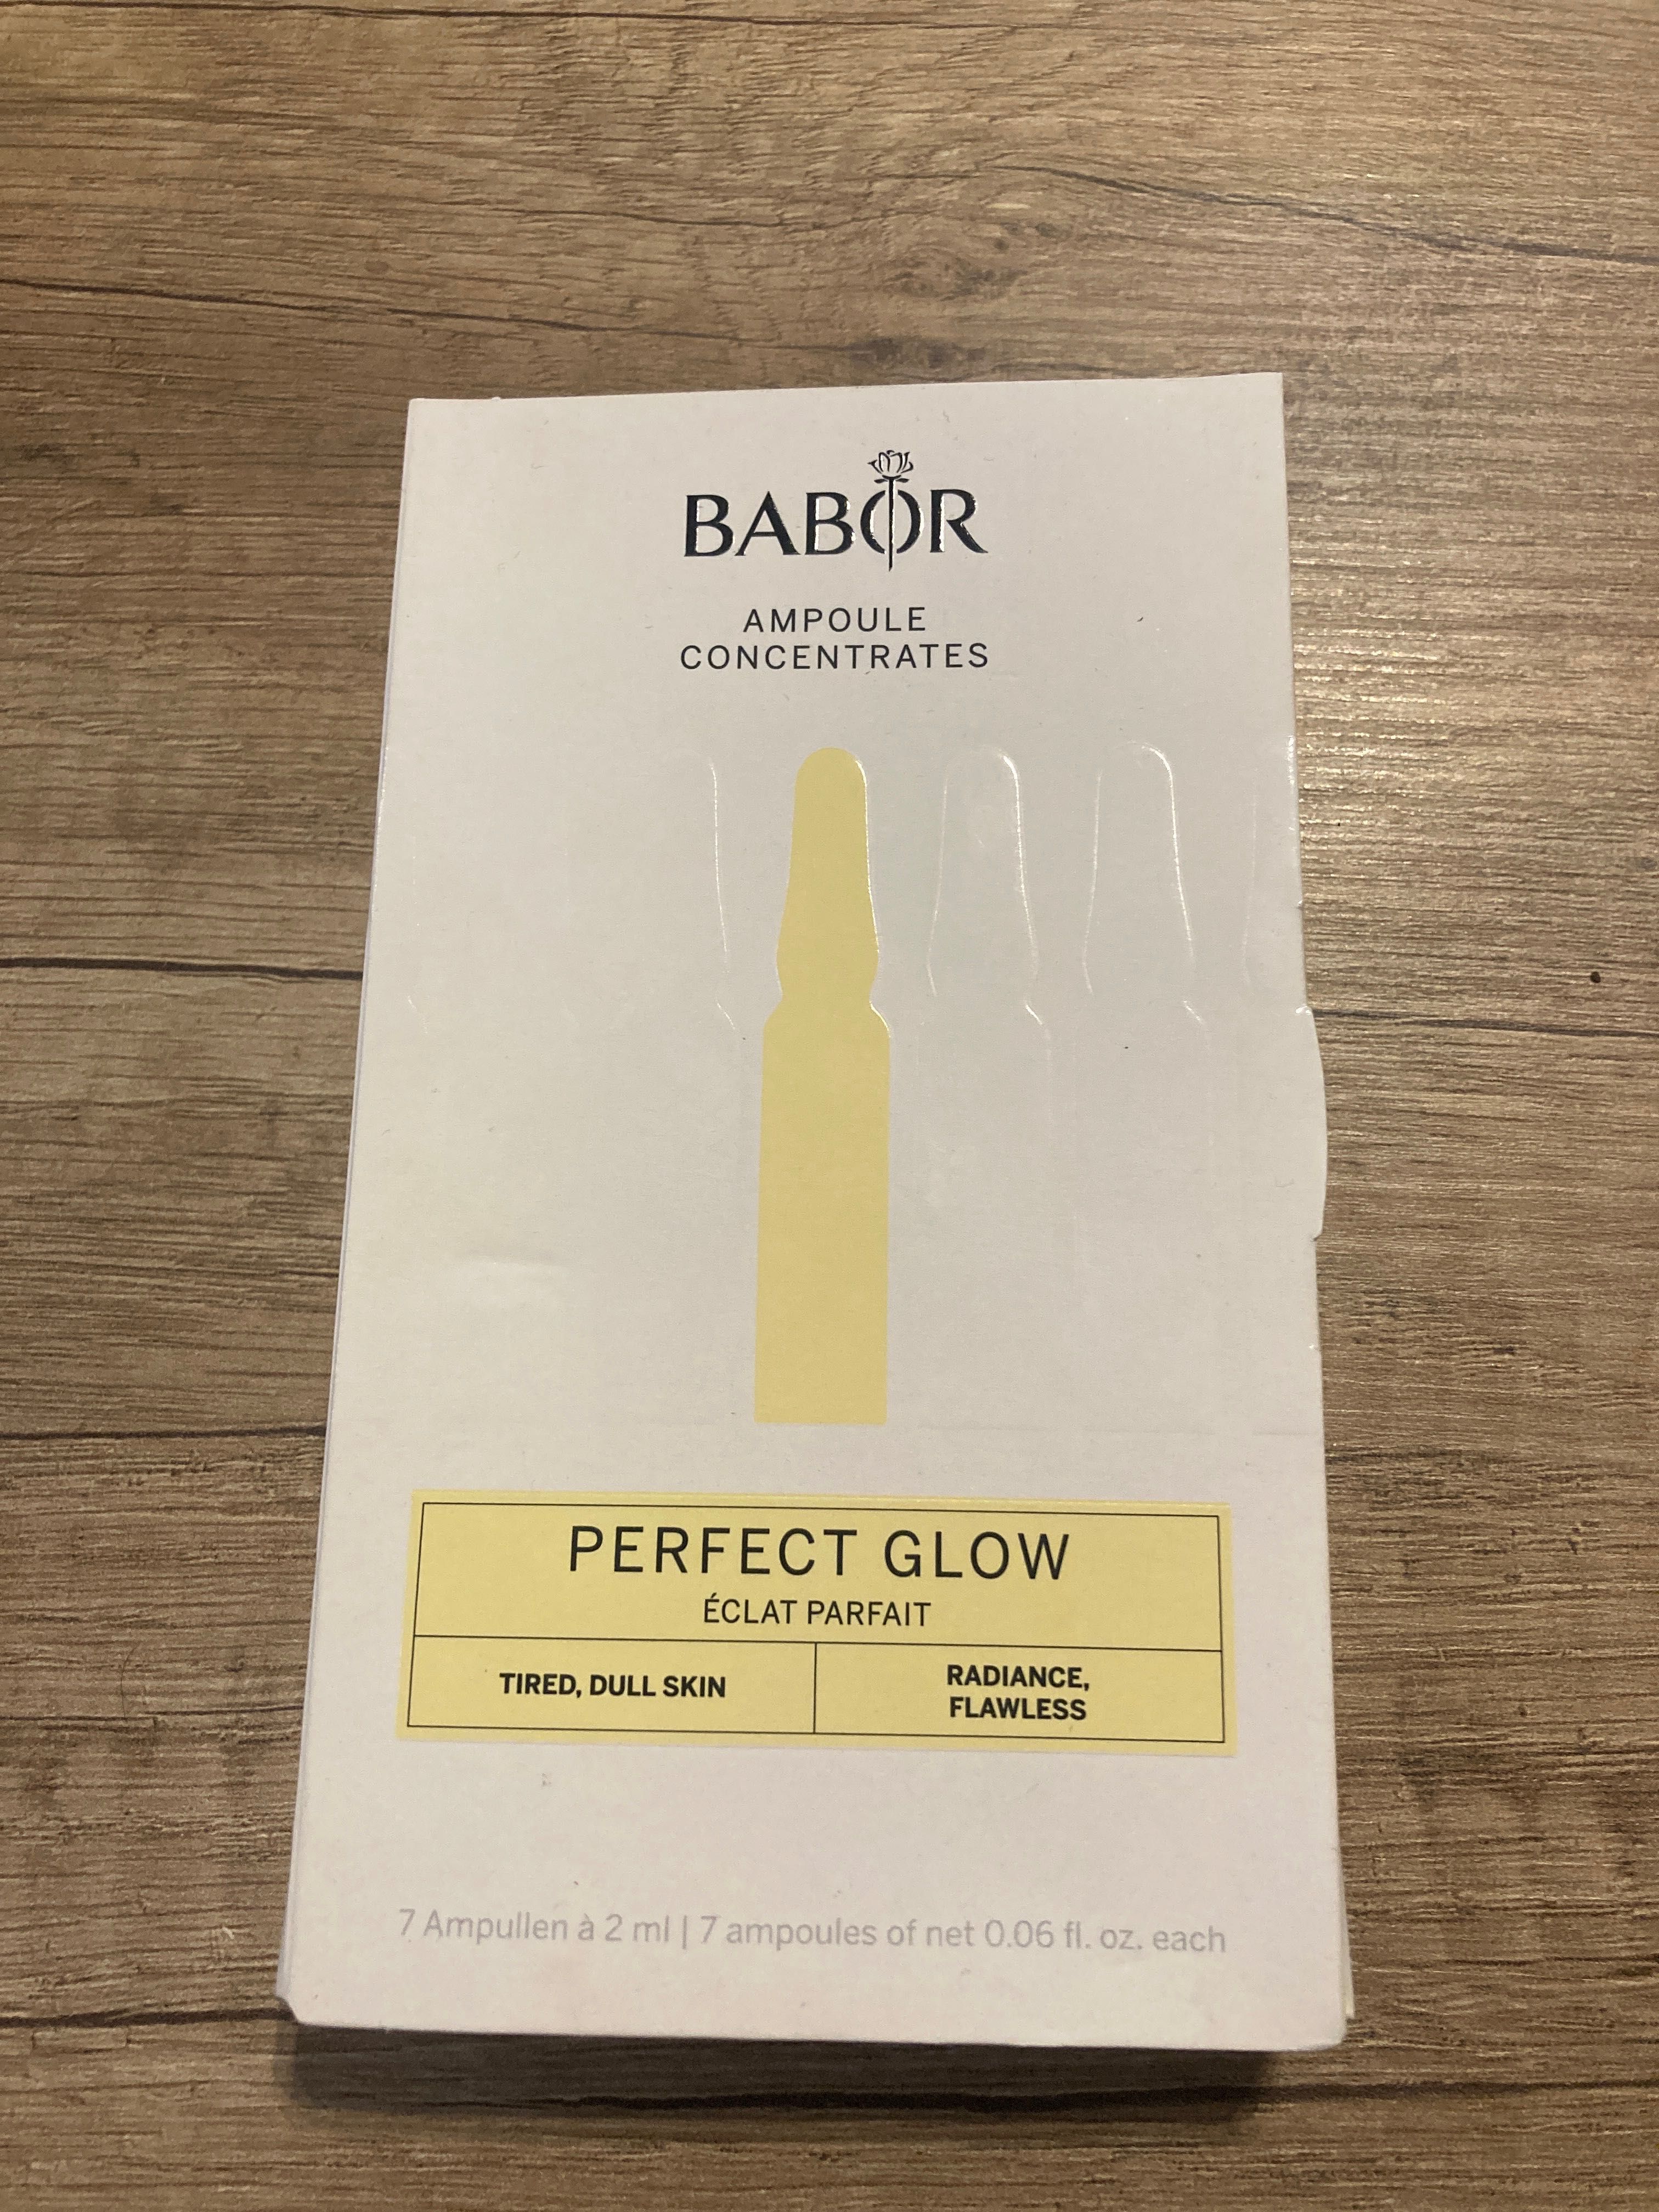 BABOR
AMPOULE
CONCENTRATES
PERFECT GLOW
ÉCLAT PARFAIT
TIRED, DULL SKIN
RADIANCE,
FLAWLESS
7 Ampullen à 2 ml | 7 ampoules of net 0.06 fl. oz. each